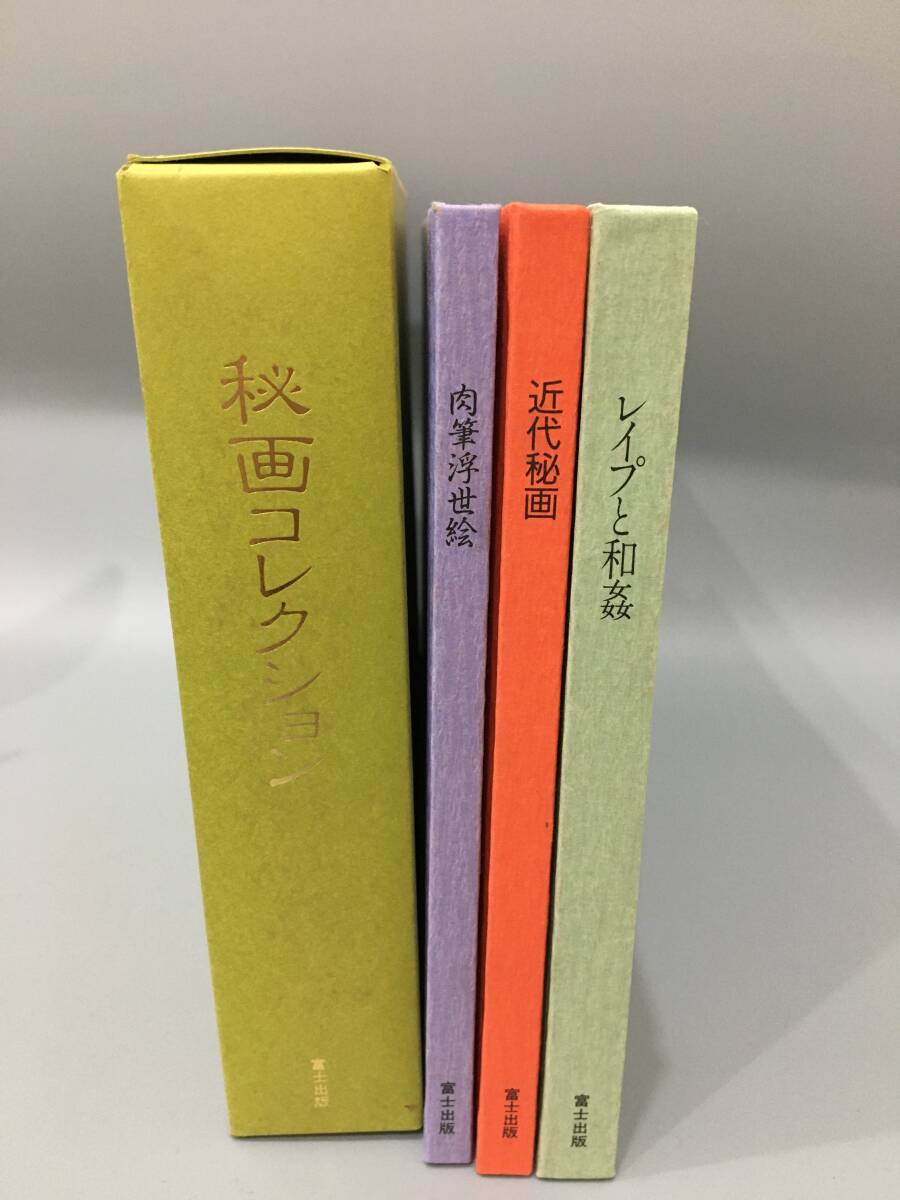 秘画コレクション
富士出版
肉筆浮世絵
富士出版
近代秘画
富士出版
レイプと和姦
富士出版